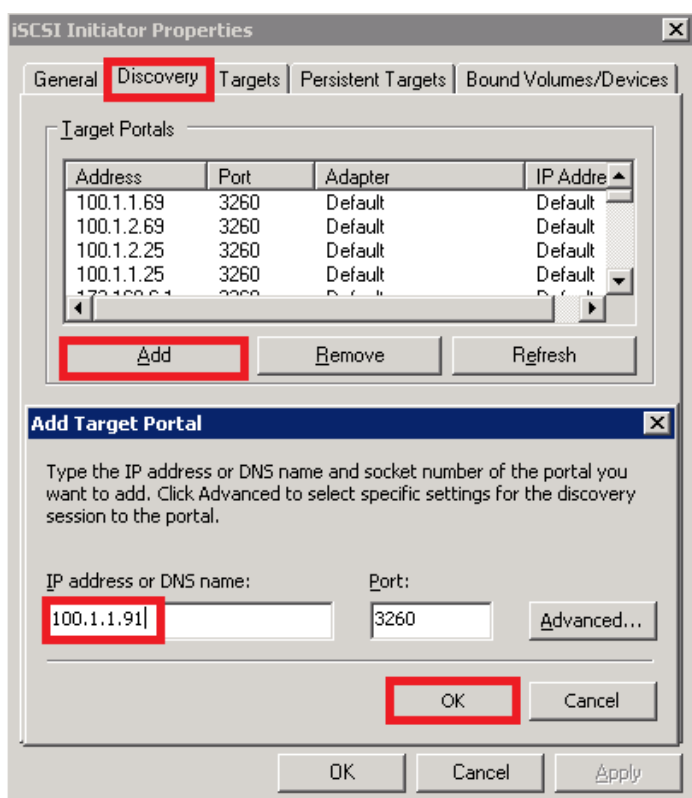 iSCSI Initiator Properties
General Discovery Targets Persistent Targets Bound Volumes/Devices
Target Portals
Address Port Adapter IP Addre
100.1.1.69 3260 Default Default
100.1.2.69 3260 Default Default
100.1.2.25 3260 Default Default
100.1.1.25 3260 Default Default
Add Remove Refresh
Add Target Portal
Type the IP address or DNS name and socket number of the portal you
want to add. Click Advanced to select specific settings for the discovery
session to the portal.
IP address or DNS name: Port:
100.1.1.91 3260 Advanced...
OK Cancel
OK Cancel Apply